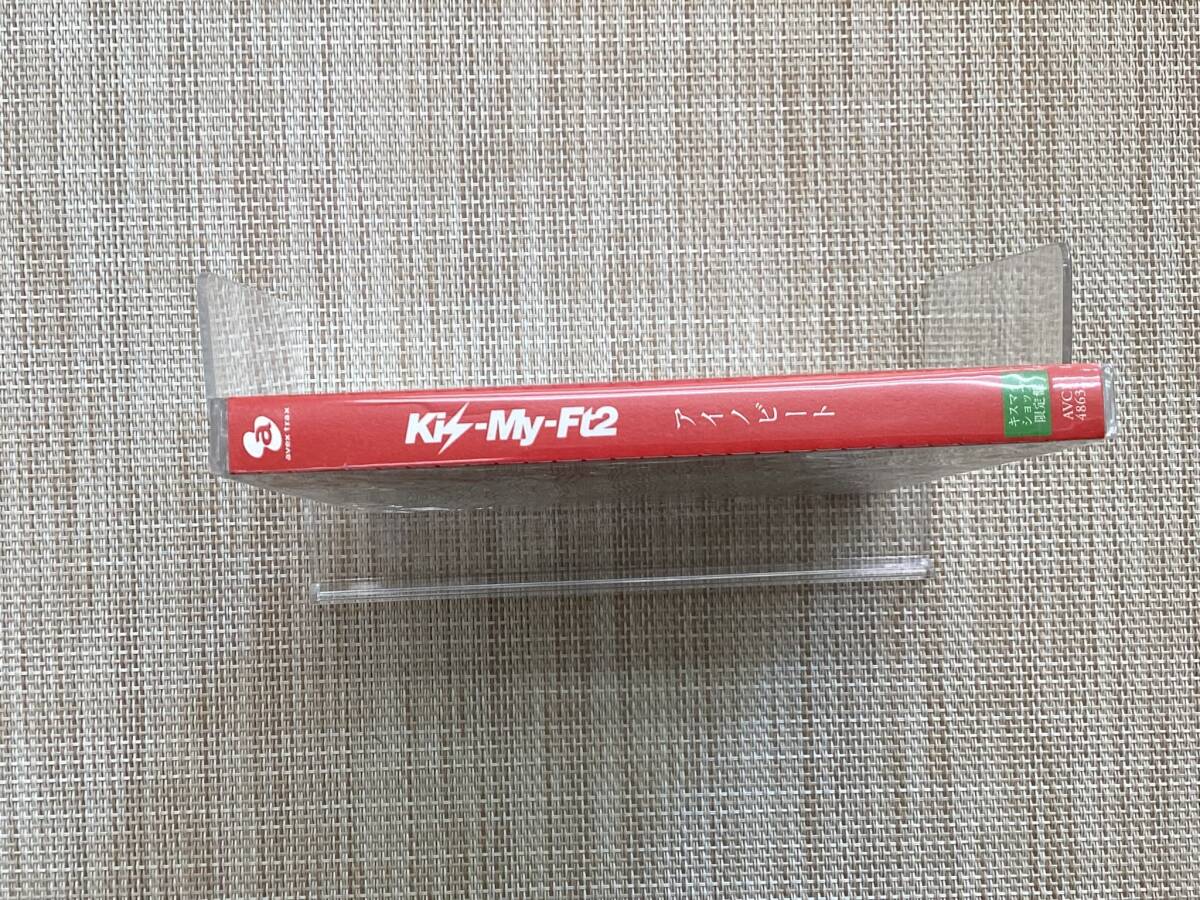 a
avex trax
Kis-My-Ft2
アイノビート
キスマイ
ショップ
限定盤
AVC
4863